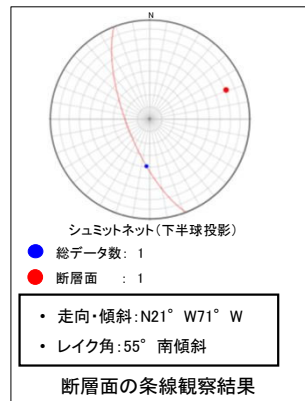 N
シュミットネット(下半球投影)
総データ数: 1
断層面 : 1
• 走向・傾斜:N21°W71°W
• レイク角:55°南傾斜
断層面の条線観察結果